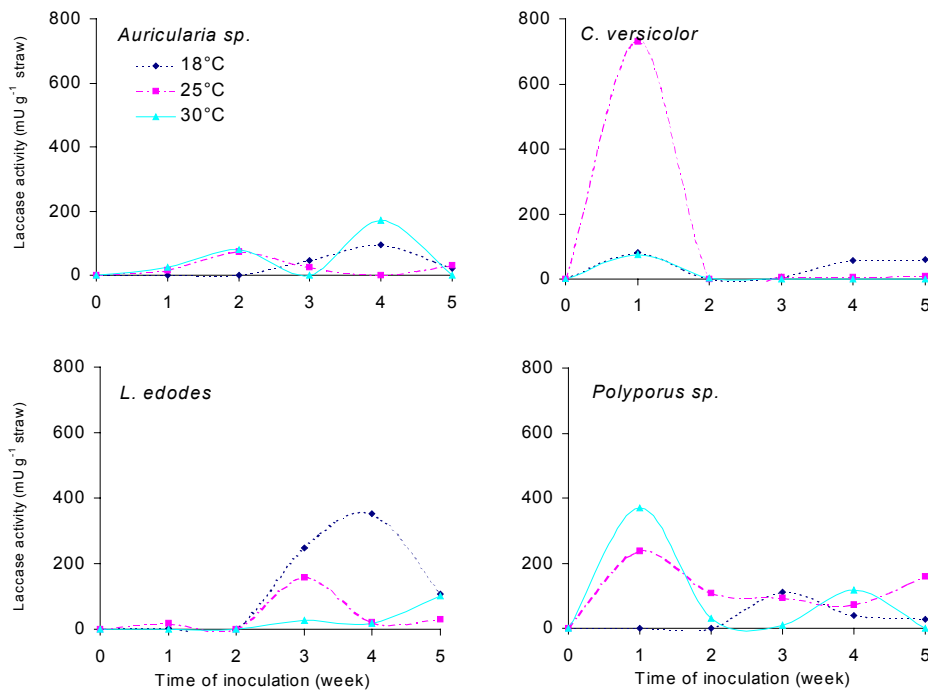 800
600
400
200
0
Laccase activity (mU g⁻¹ straw)
Auricularia sp.
18°C
25°C
30°C
0 1 2 3 4 5
800
600
400
200
0
C. versicolor
0 1 2 3 4 5
800
600
400
200
0
Laccase activity (mU g⁻¹ straw)
L. edodes
0 1 2 3 4 5
Time of inoculation (week)
800
600
400
200
0
Polyporus sp.
0 1 2 3 4 5
Time of inoculation (week)